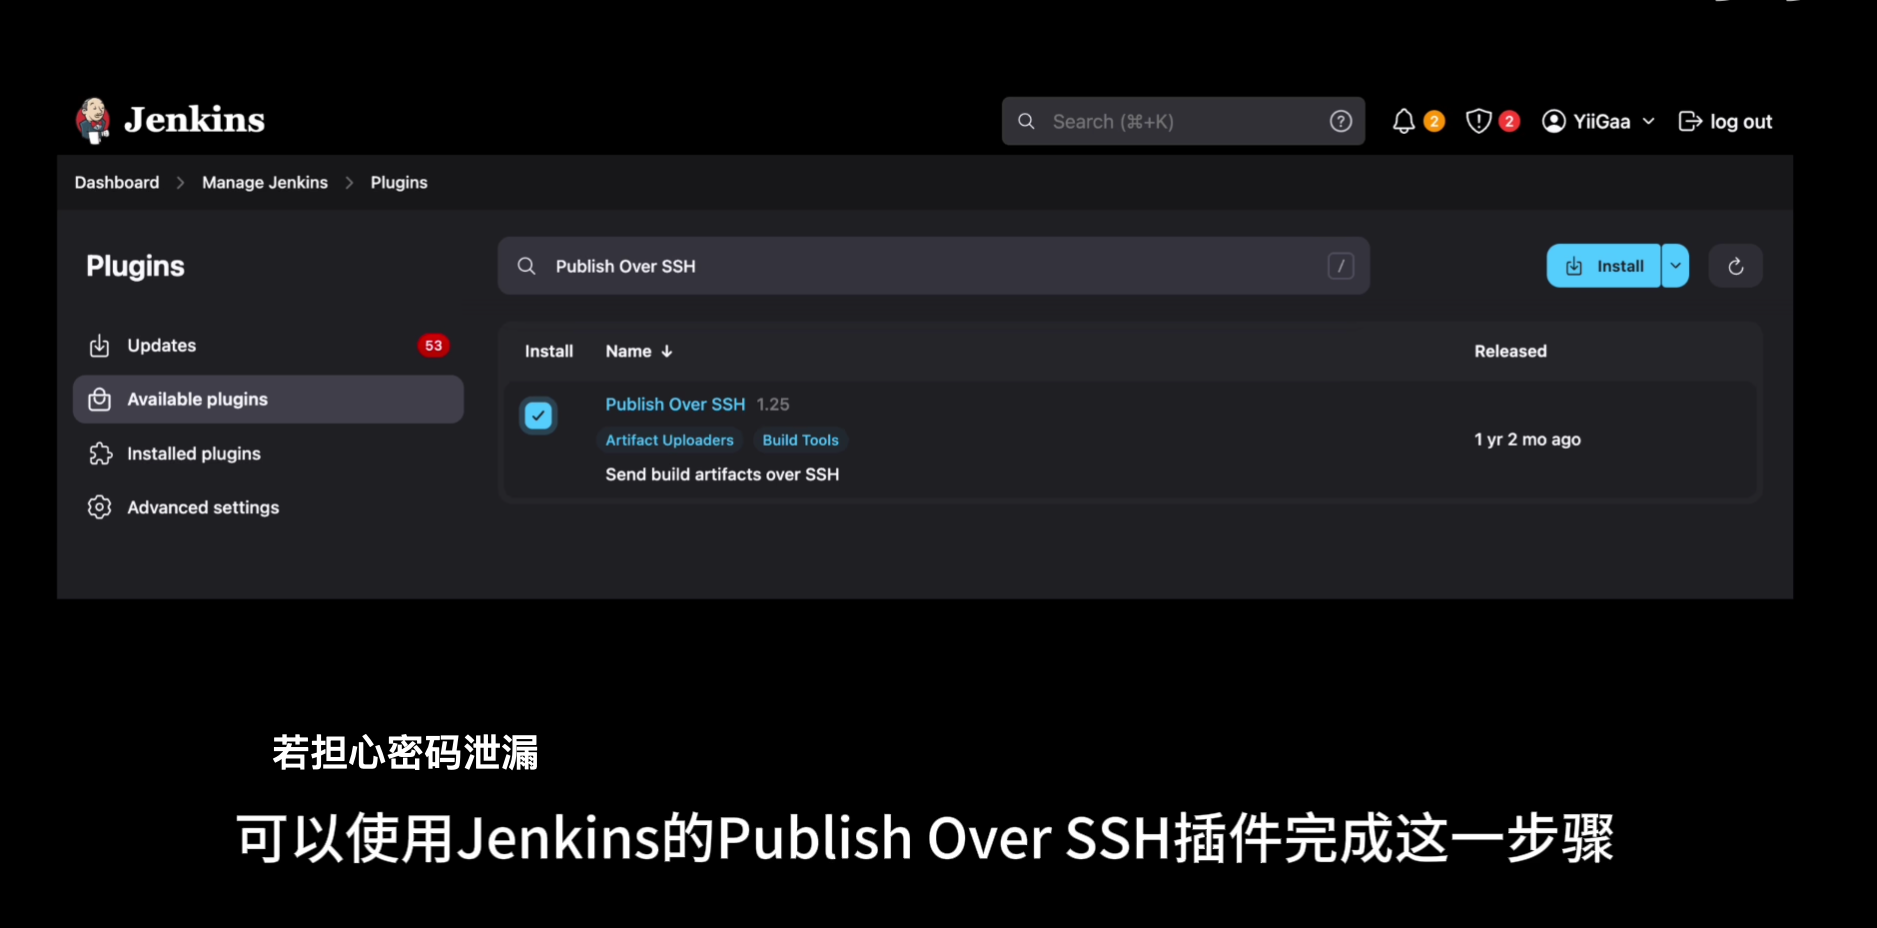 Jenkins
Search (⌘+K)
2
2
YiiGaa
log out
Dashboard
Manage Jenkins
Plugins
Plugins
Publish Over SSH
/
Install
Updates
53
Available plugins
Installed plugins
Advanced settings
Install
Name ↓
Released
Publish Over SSH 1.25
Artifact Uploaders
Build Tools
Send build artifacts over SSH
1 yr 2 mo ago
若担心密码泄漏
可以使用Jenkins的Publish Over SSH插件完成这一步骤